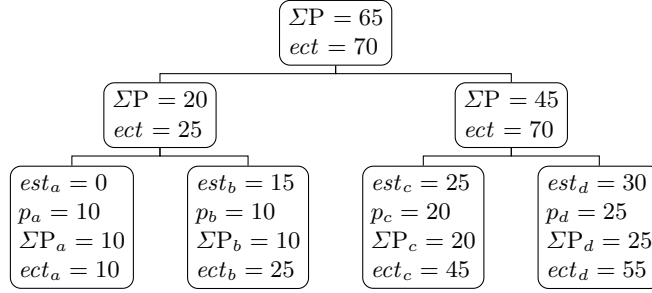 ΣP = 65
ect = 70
ΣP = 20
ect = 25
ΣP = 45
ect = 70
est_a = 0
p_a = 10
ΣP_a = 10
ect_a = 10
est_b = 15
p_b = 10
ΣP_b = 10
ect_b = 25
est_c = 25
p_c = 20
ΣP_c = 20
ect_c = 45
est_d = 30
p_d = 25
ΣP_d = 25
ect_d = 55